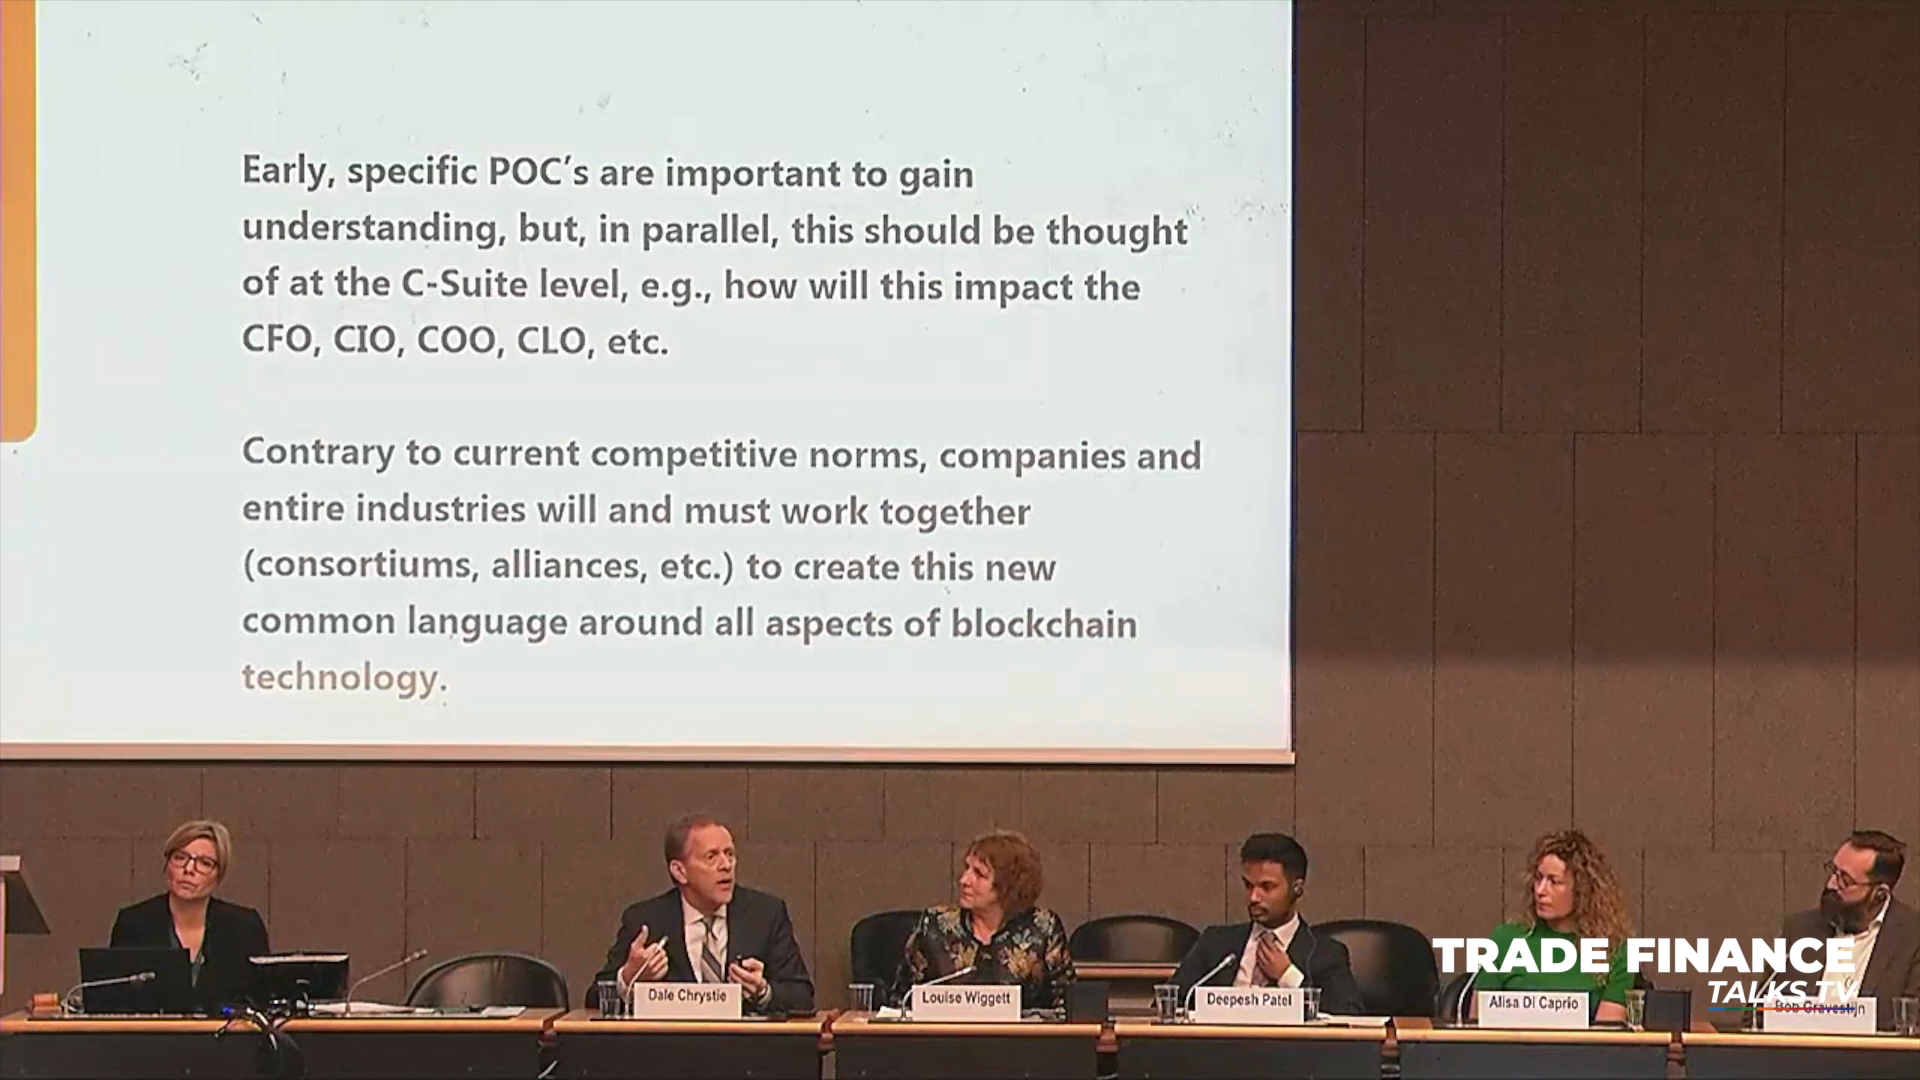 Early, specific POC's are important to gain
understanding, but, in parallel, this should be thought
of at the C-Suite level, e.g., how will this impact the
CFO, CIO, COO, CLO, etc.
Contrary to current competitive norms, companies and
entire industries will and must work together
(consortiums, alliances, etc.) to create this new
common language around all aspects of blockchain
technology.
Dale Chrystie
Louise Wiggett
Deepesh Patel
Alisa Di Caprio
Bob Gravestijn
TRADE FINANCE
TALKS.TV